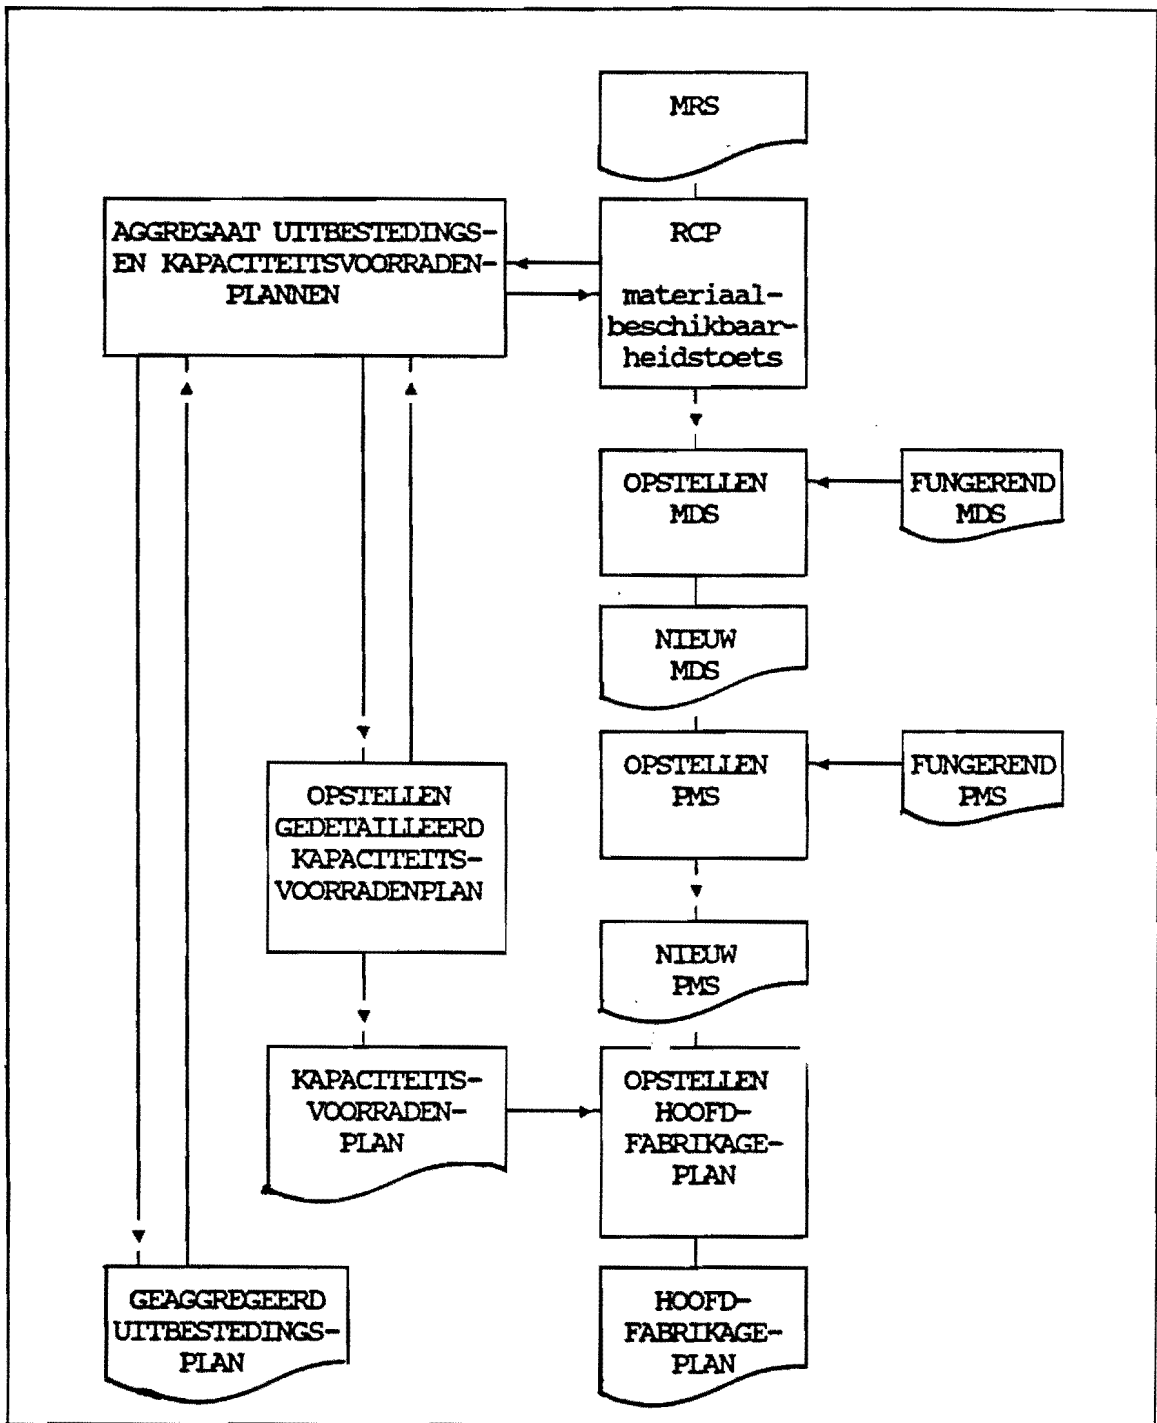 MRS
AGGREGAAT UITBESTEDINGS-
EN KAPACITEITSVOORRADEN-
PLANNEN
RCP
materiaal-
beschikbaar-
heidstoets
OPSTELLEN
MDS
FUNGEREND
MDS
NIEUW
MDS
OPSTELLEN
PMS
FUNGEREND
PMS
OPSTELLEN
GEDETAILLEERD
KAPACITEITS-
VOORRADENPLAN
NIEUW
PMS
KAPACITEITS-
VOORRADEN-
PLAN
OPSTELLEN
HOOFD-
FABRIKAGE-
PLAN
GEAGGREGEERD
UITBESTEDINGS-
PLAN
HOOFD-
FABRIKAGE-
PLAN